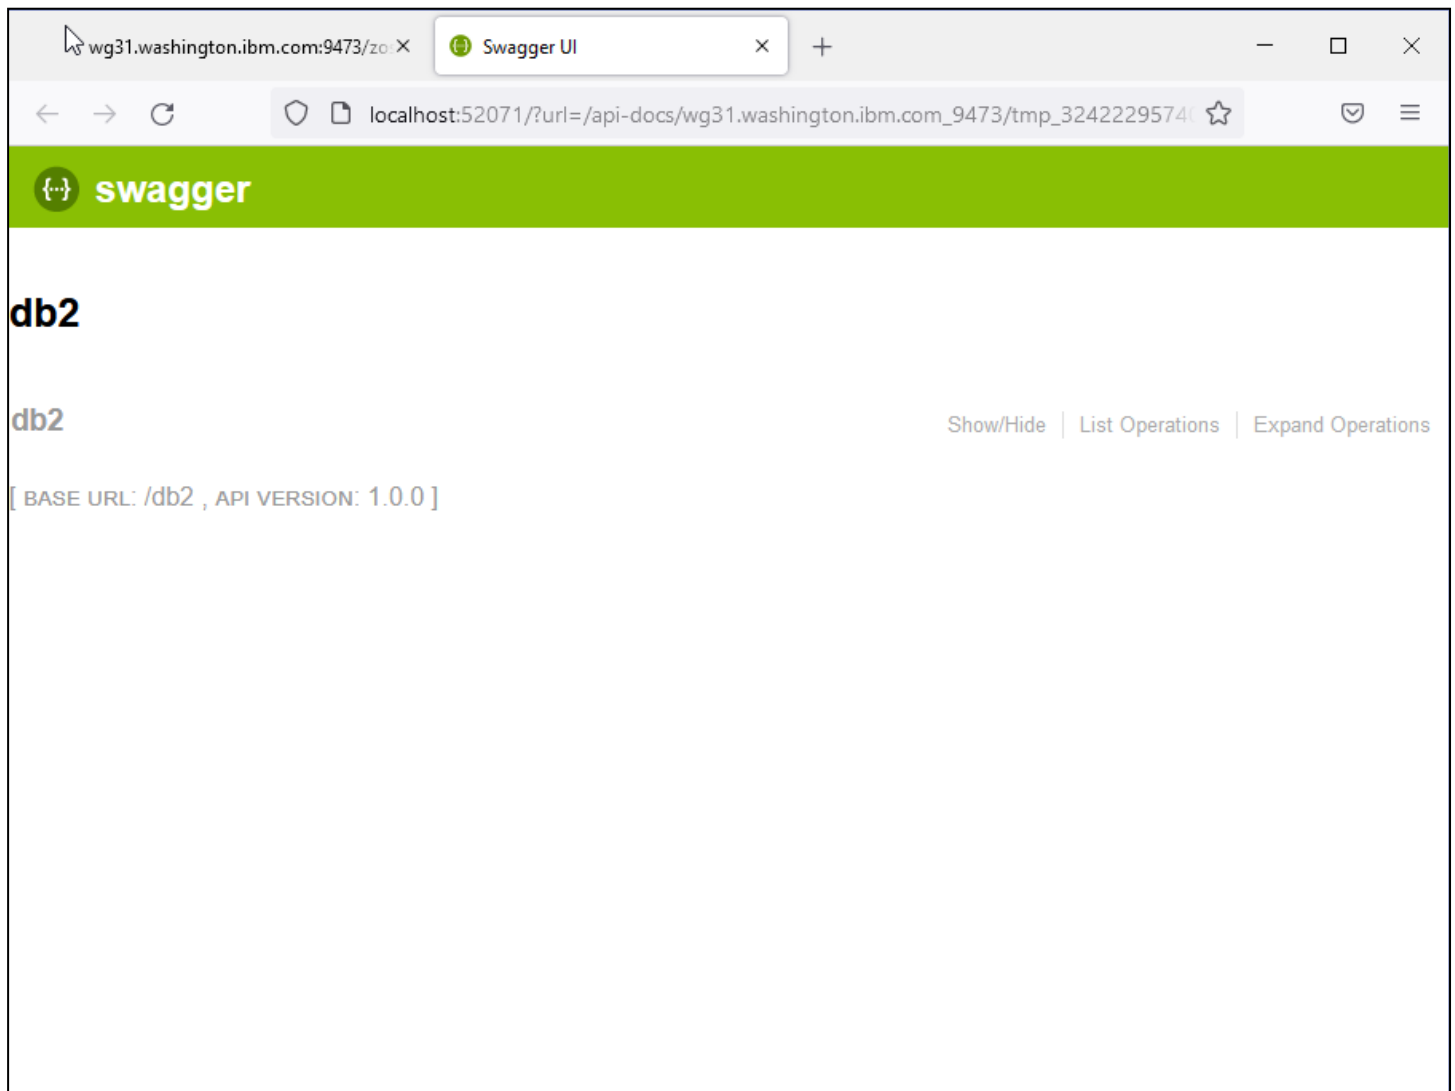 wg31.washington.ibm.com:9473/zo
Swagger UI
localhost:52071/?url=/api-docs/wg31.washington.ibm.com_9473/tmp_32422295740
{···} swagger
db2
db2
Show/Hide
List Operations
Expand Operations
[ BASE URL: /db2 , API VERSION: 1.0.0 ]